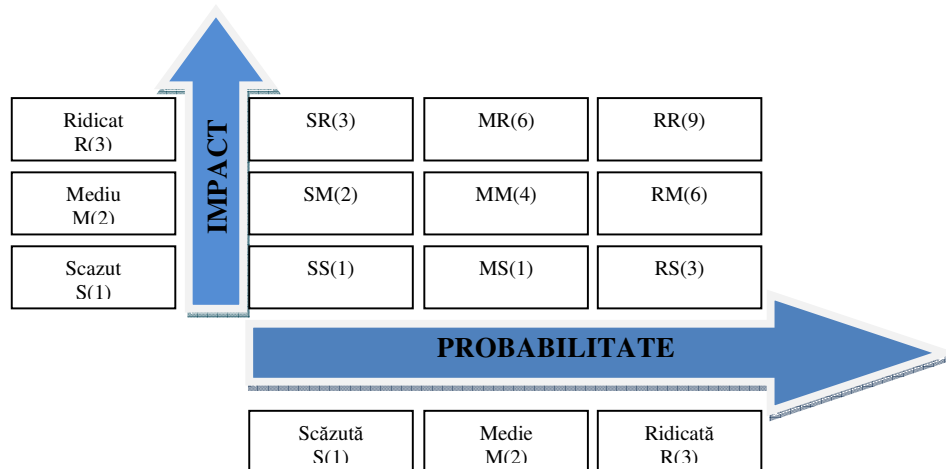 Ridicat
R(3)
IMPACT
SR(3)
MR(6)
RR(9)
Mediu
M(2)
SM(2)
MM(4)
RM(6)
Scazut
S(1)
SS(1)
MS(1)
RS(3)
PROBABILITATE
Scăzută
S(1)
Medie
M(2)
Ridicată
R(3)